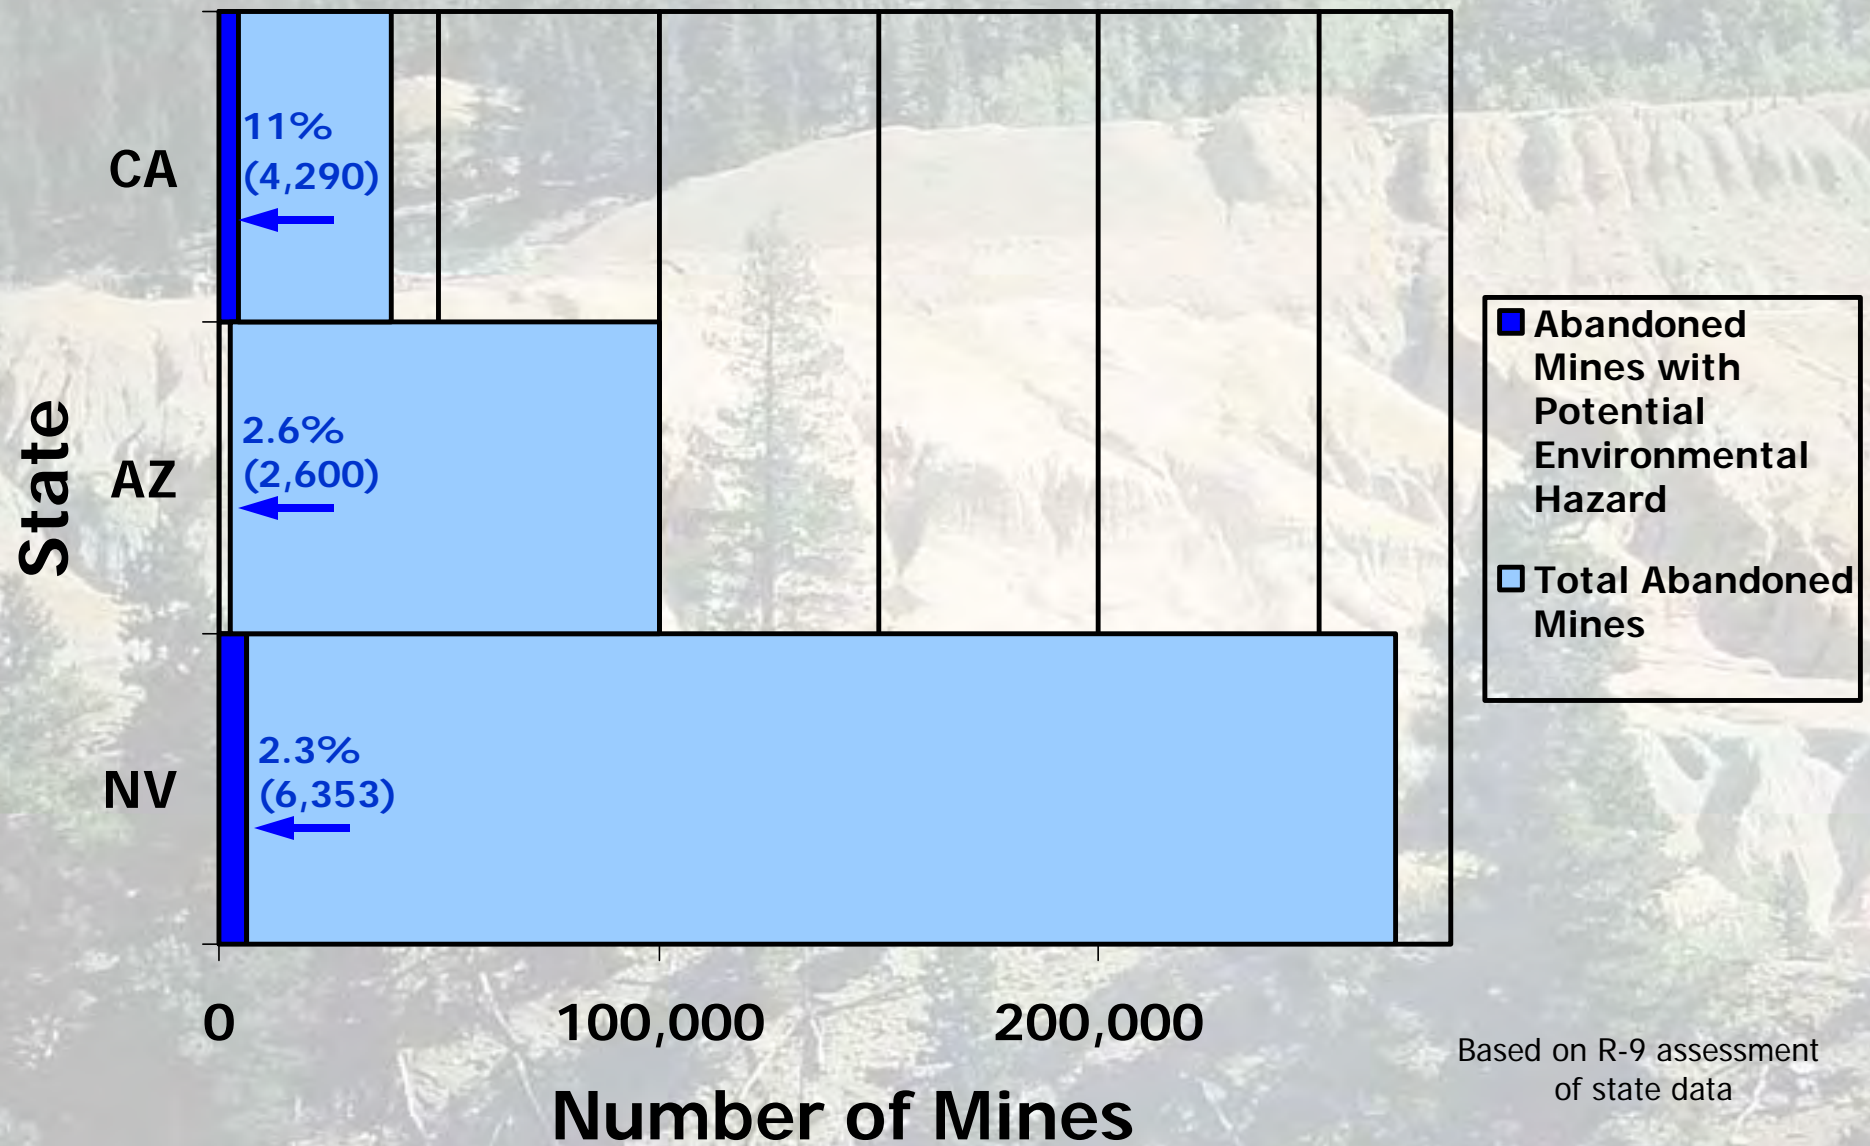 11%
(4,290)
CA
2.6%
(2,600)
AZ
State
2.3%
(6,353)
NV
0
100,000
200,000
Number of Mines
Abandoned
Mines with
Potential
Environmental
Hazard
Total Abandoned
Mines
Based on R-9 assessment
of state data